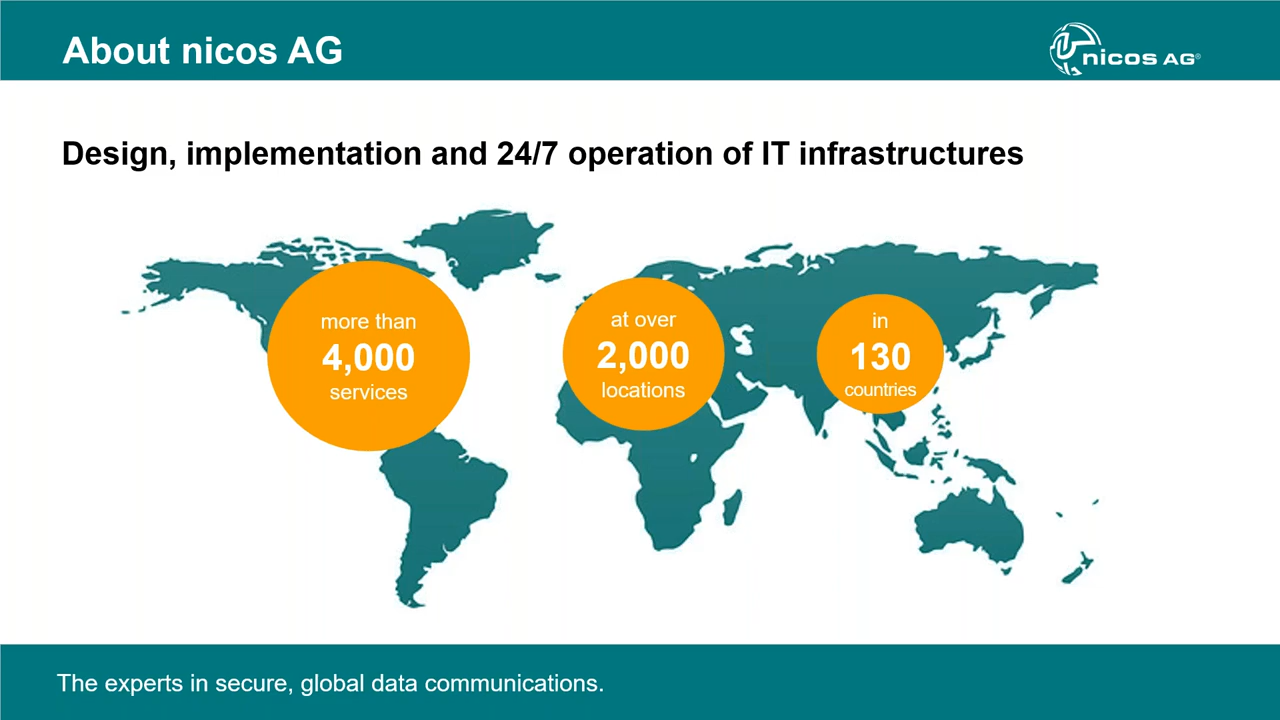 About nicos AG
nicos AG®
Design, implementation and 24/7 operation of IT infrastructures
more than
4,000
services
at over
2,000
locations
in
130
countries
The experts in secure, global data communications.